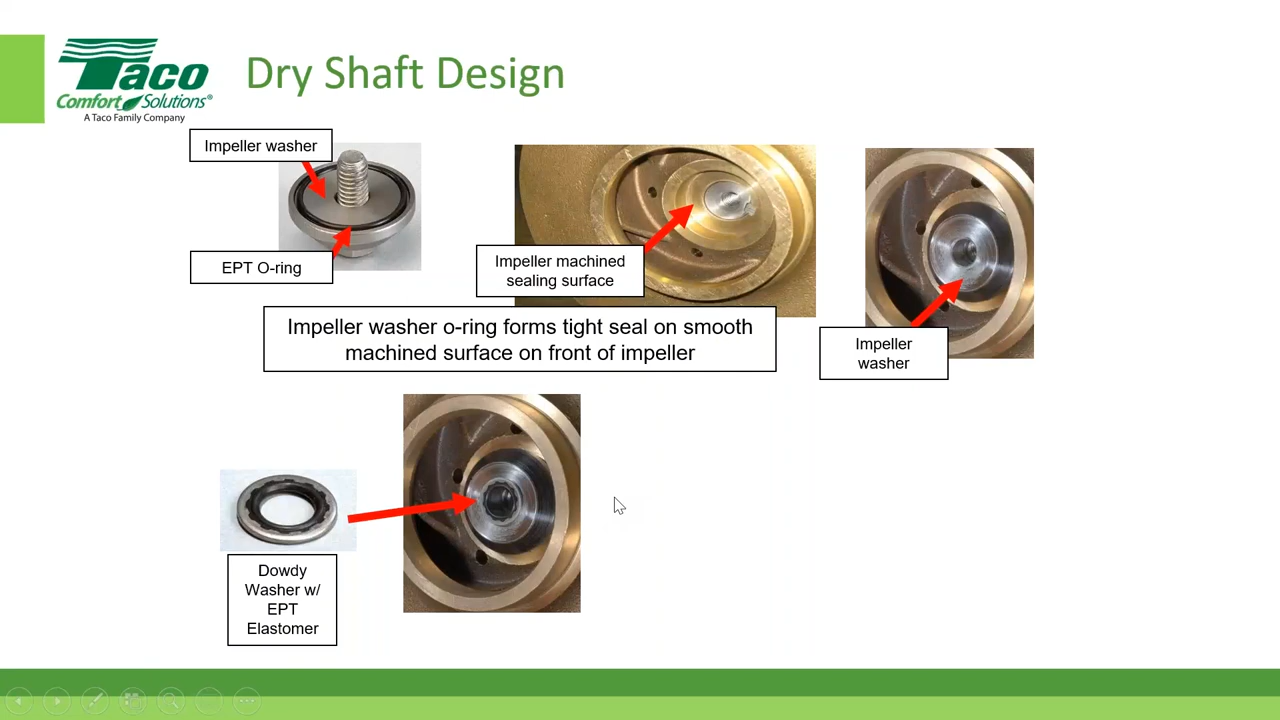 Taco
Comfort Solutions®
A Taco Family Company
Dry Shaft Design
Impeller washer
EPT O-ring
Impeller machined
sealing surface
Impeller washer o-ring forms tight seal on smooth
machined surface on front of impeller
Impeller
washer
Dowdy
Washer w/
EPT
Elastomer